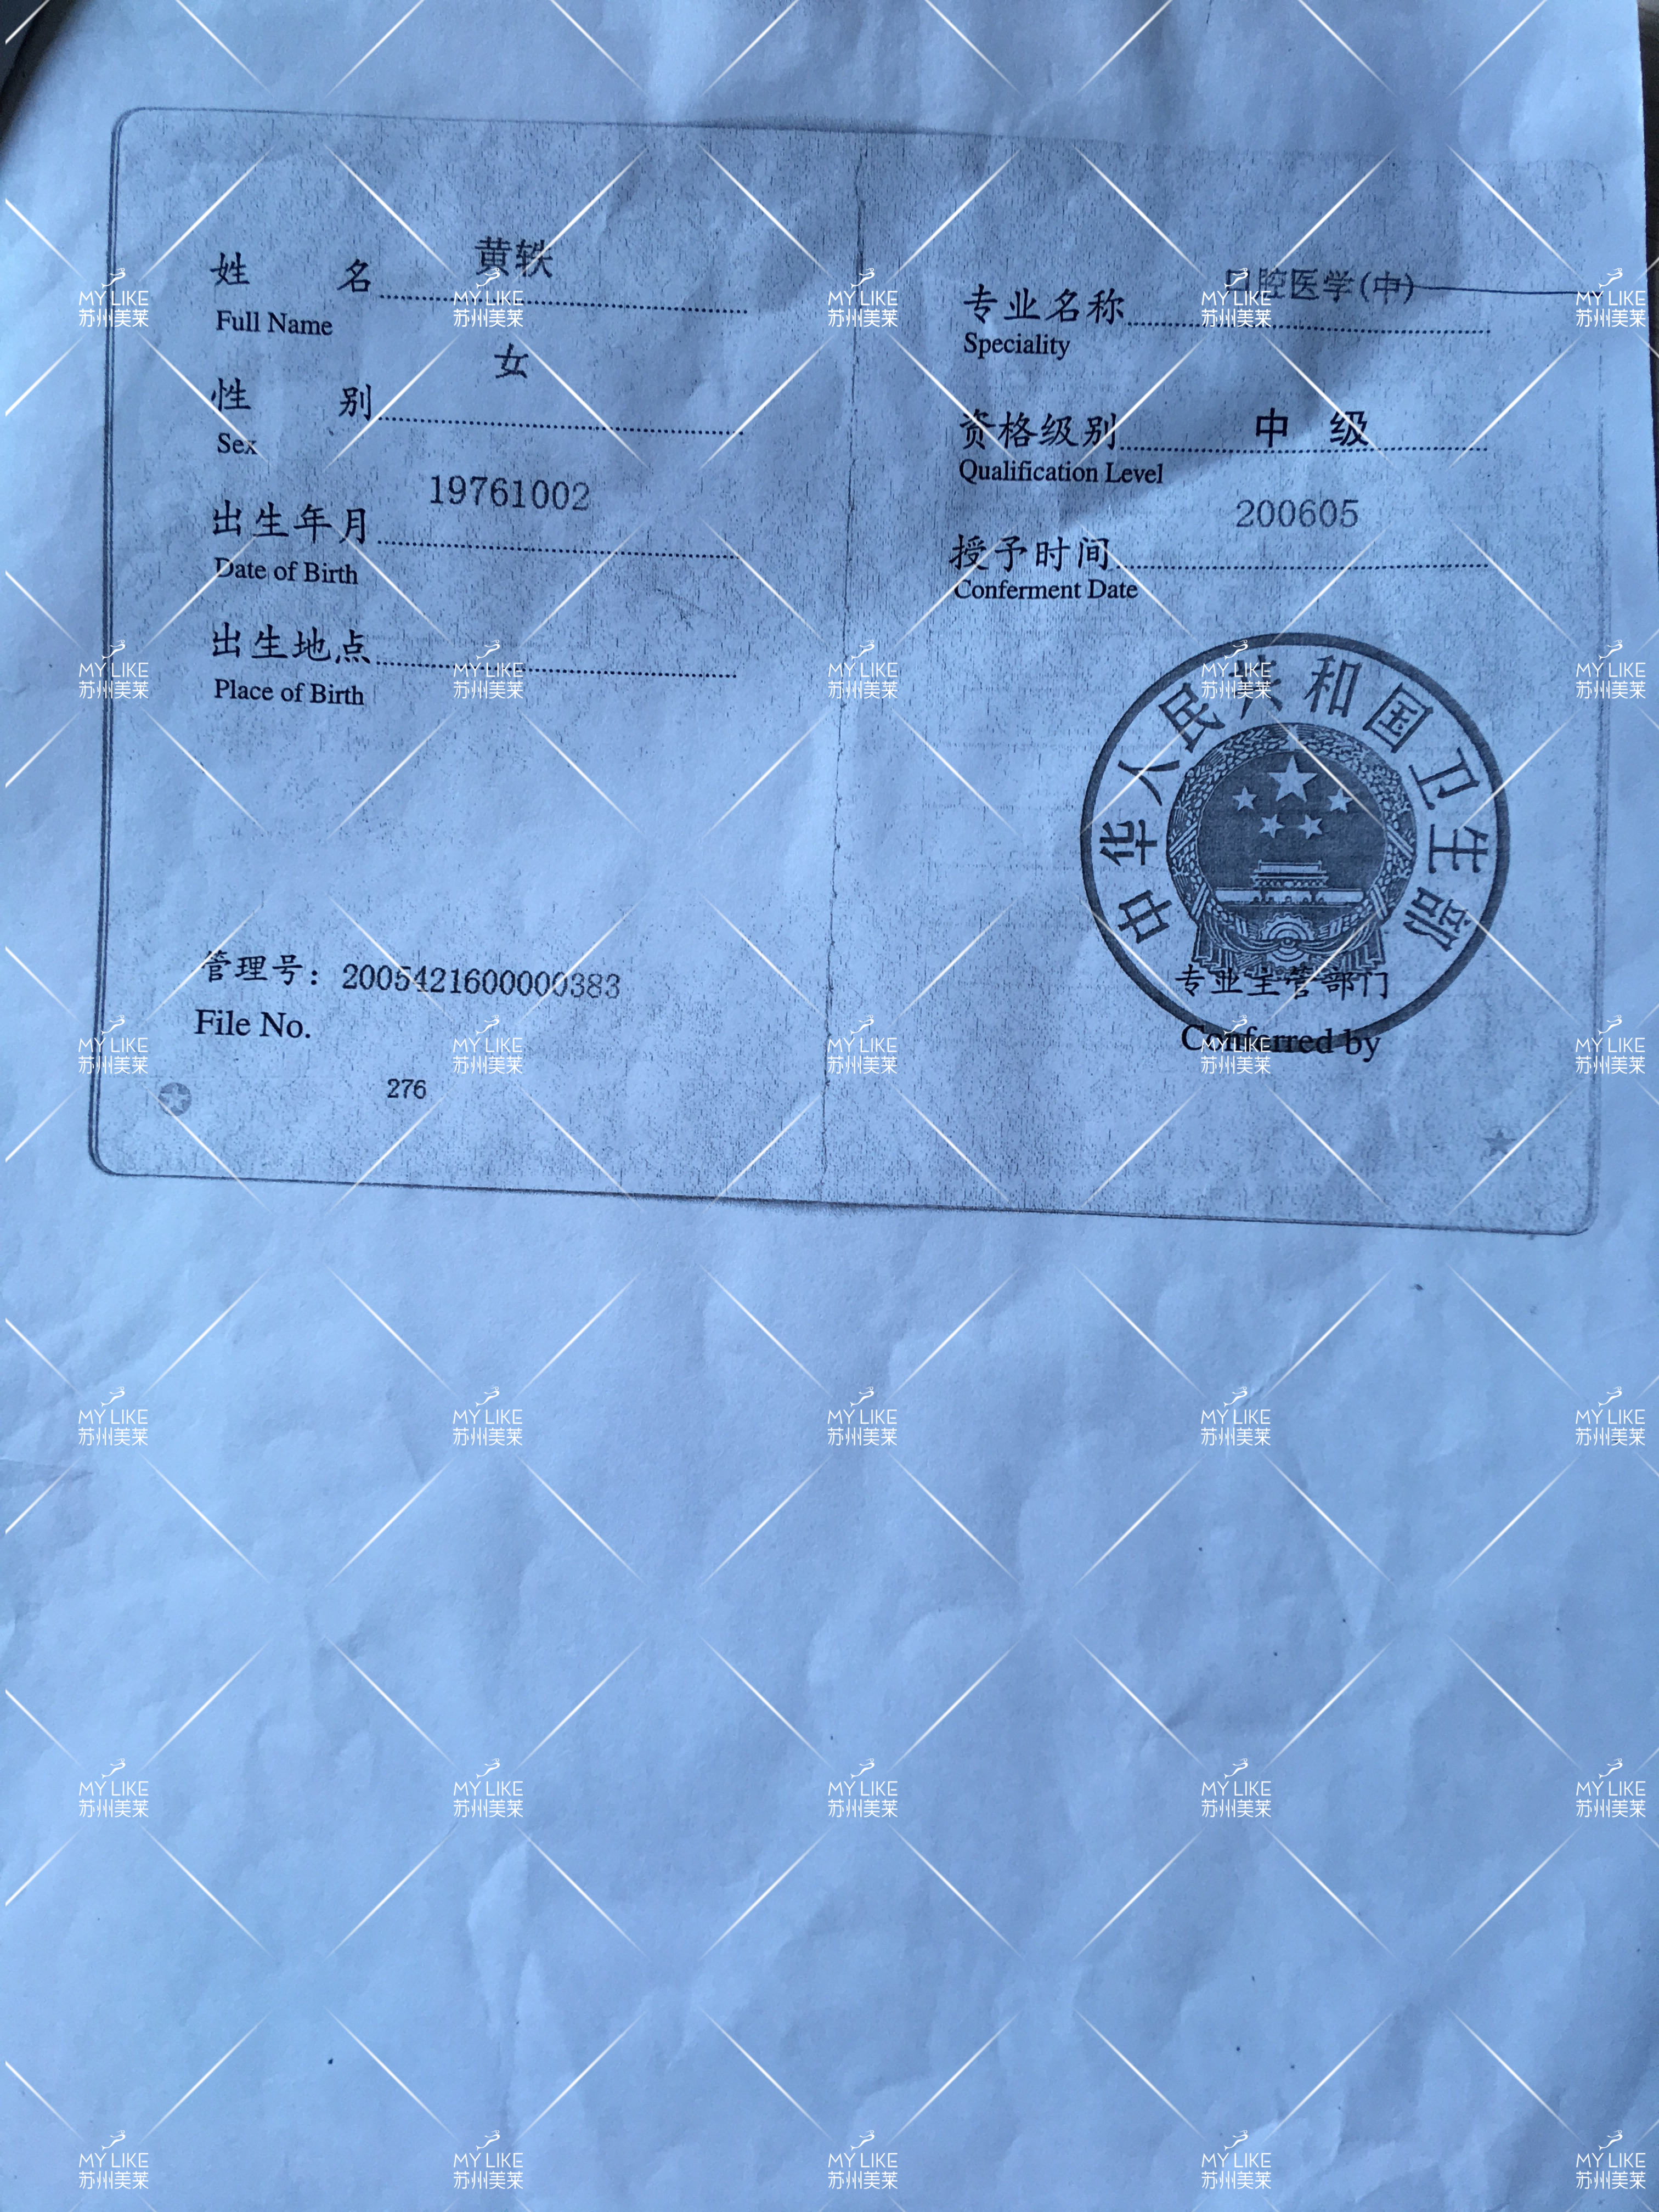 姓 名 黄轶
Full Name
性 别 女
Sex
出生年月 19761002
Date of Birth
出生地点
Place of Birth
管理号：2005421600000383
File No.
276
专业名称 口腔医学(中)
Speciality
资格级别 中 级
Qualification Level
授予时间 200605
Conferment Date
中华人民共和国卫生部
专业主管部门
Conferred by
MY LIKE
苏州美莱